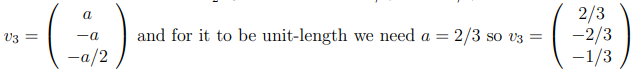 v₃ = ( a −a −a/2 ) and for it to be unit-length we need a = 2/3 so v₃ = ( 2/3 −2/3 −1/3 )